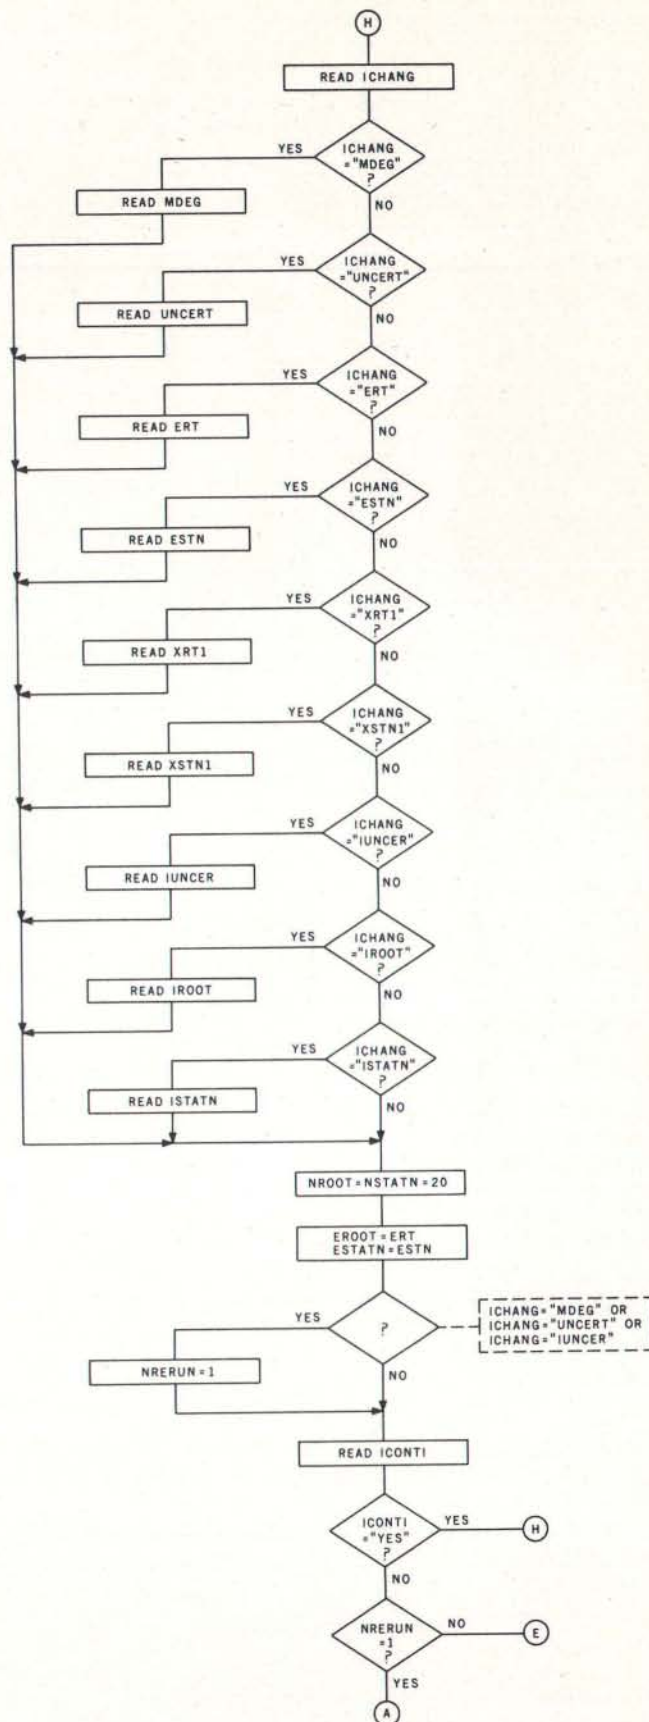 H
READ ICHANG
ICHANG
="MDEG"
?
YES
NO
READ MDEG
ICHANG
="UNCERT"
?
YES
NO
READ UNCERT
ICHANG
="ERT"
?
YES
NO
READ ERT
ICHANG
="ESTN"
?
YES
NO
READ ESTN
ICHANG
="XRT1"
?
YES
NO
READ XRT1
ICHANG
="XSTN1"
?
YES
NO
READ XSTN1
ICHANG
="IUNCER"
?
YES
NO
READ IUNCER
ICHANG
="IROOT"
?
YES
NO
READ IROOT
ICHANG
="ISTATN"
?
YES
NO
READ ISTATN
NROOT=NSTATN=20
EROOT=ERT
ESTATN=ESTN
YES
?
ICHANG="MDEG" OR
ICHANG="UNCERT" OR
ICHANG="IUNCER"
NRERUN=1
NO
READ ICONTI
ICONTI
="YES"
?
YES
H
NO
NRERUN
=1
?
NO
E
YES
A